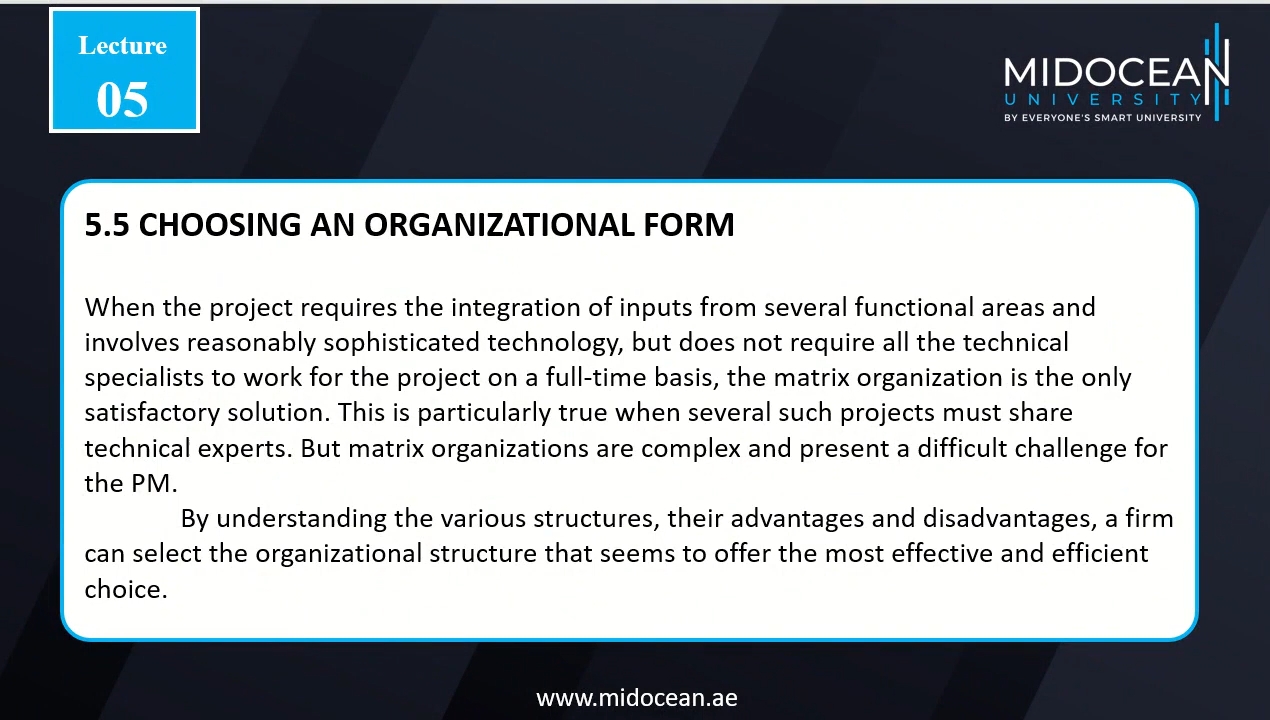 Lecture
05
MIDOCEAN
UNIVERSITY
BY EVERYONE'S SMART UNIVERSITY
5.5 CHOOSING AN ORGANIZATIONAL FORM
When the project requires the integration of inputs from several functional areas and
involves reasonably sophisticated technology, but does not require all the technical
specialists to work for the project on a full-time basis, the matrix organization is the only
satisfactory solution. This is particularly true when several such projects must share
technical experts. But matrix organizations are complex and present a difficult challenge for
the PM.
By understanding the various structures, their advantages and disadvantages, a firm
can select the organizational structure that seems to offer the most effective and efficient
choice.
www.midocean.ae